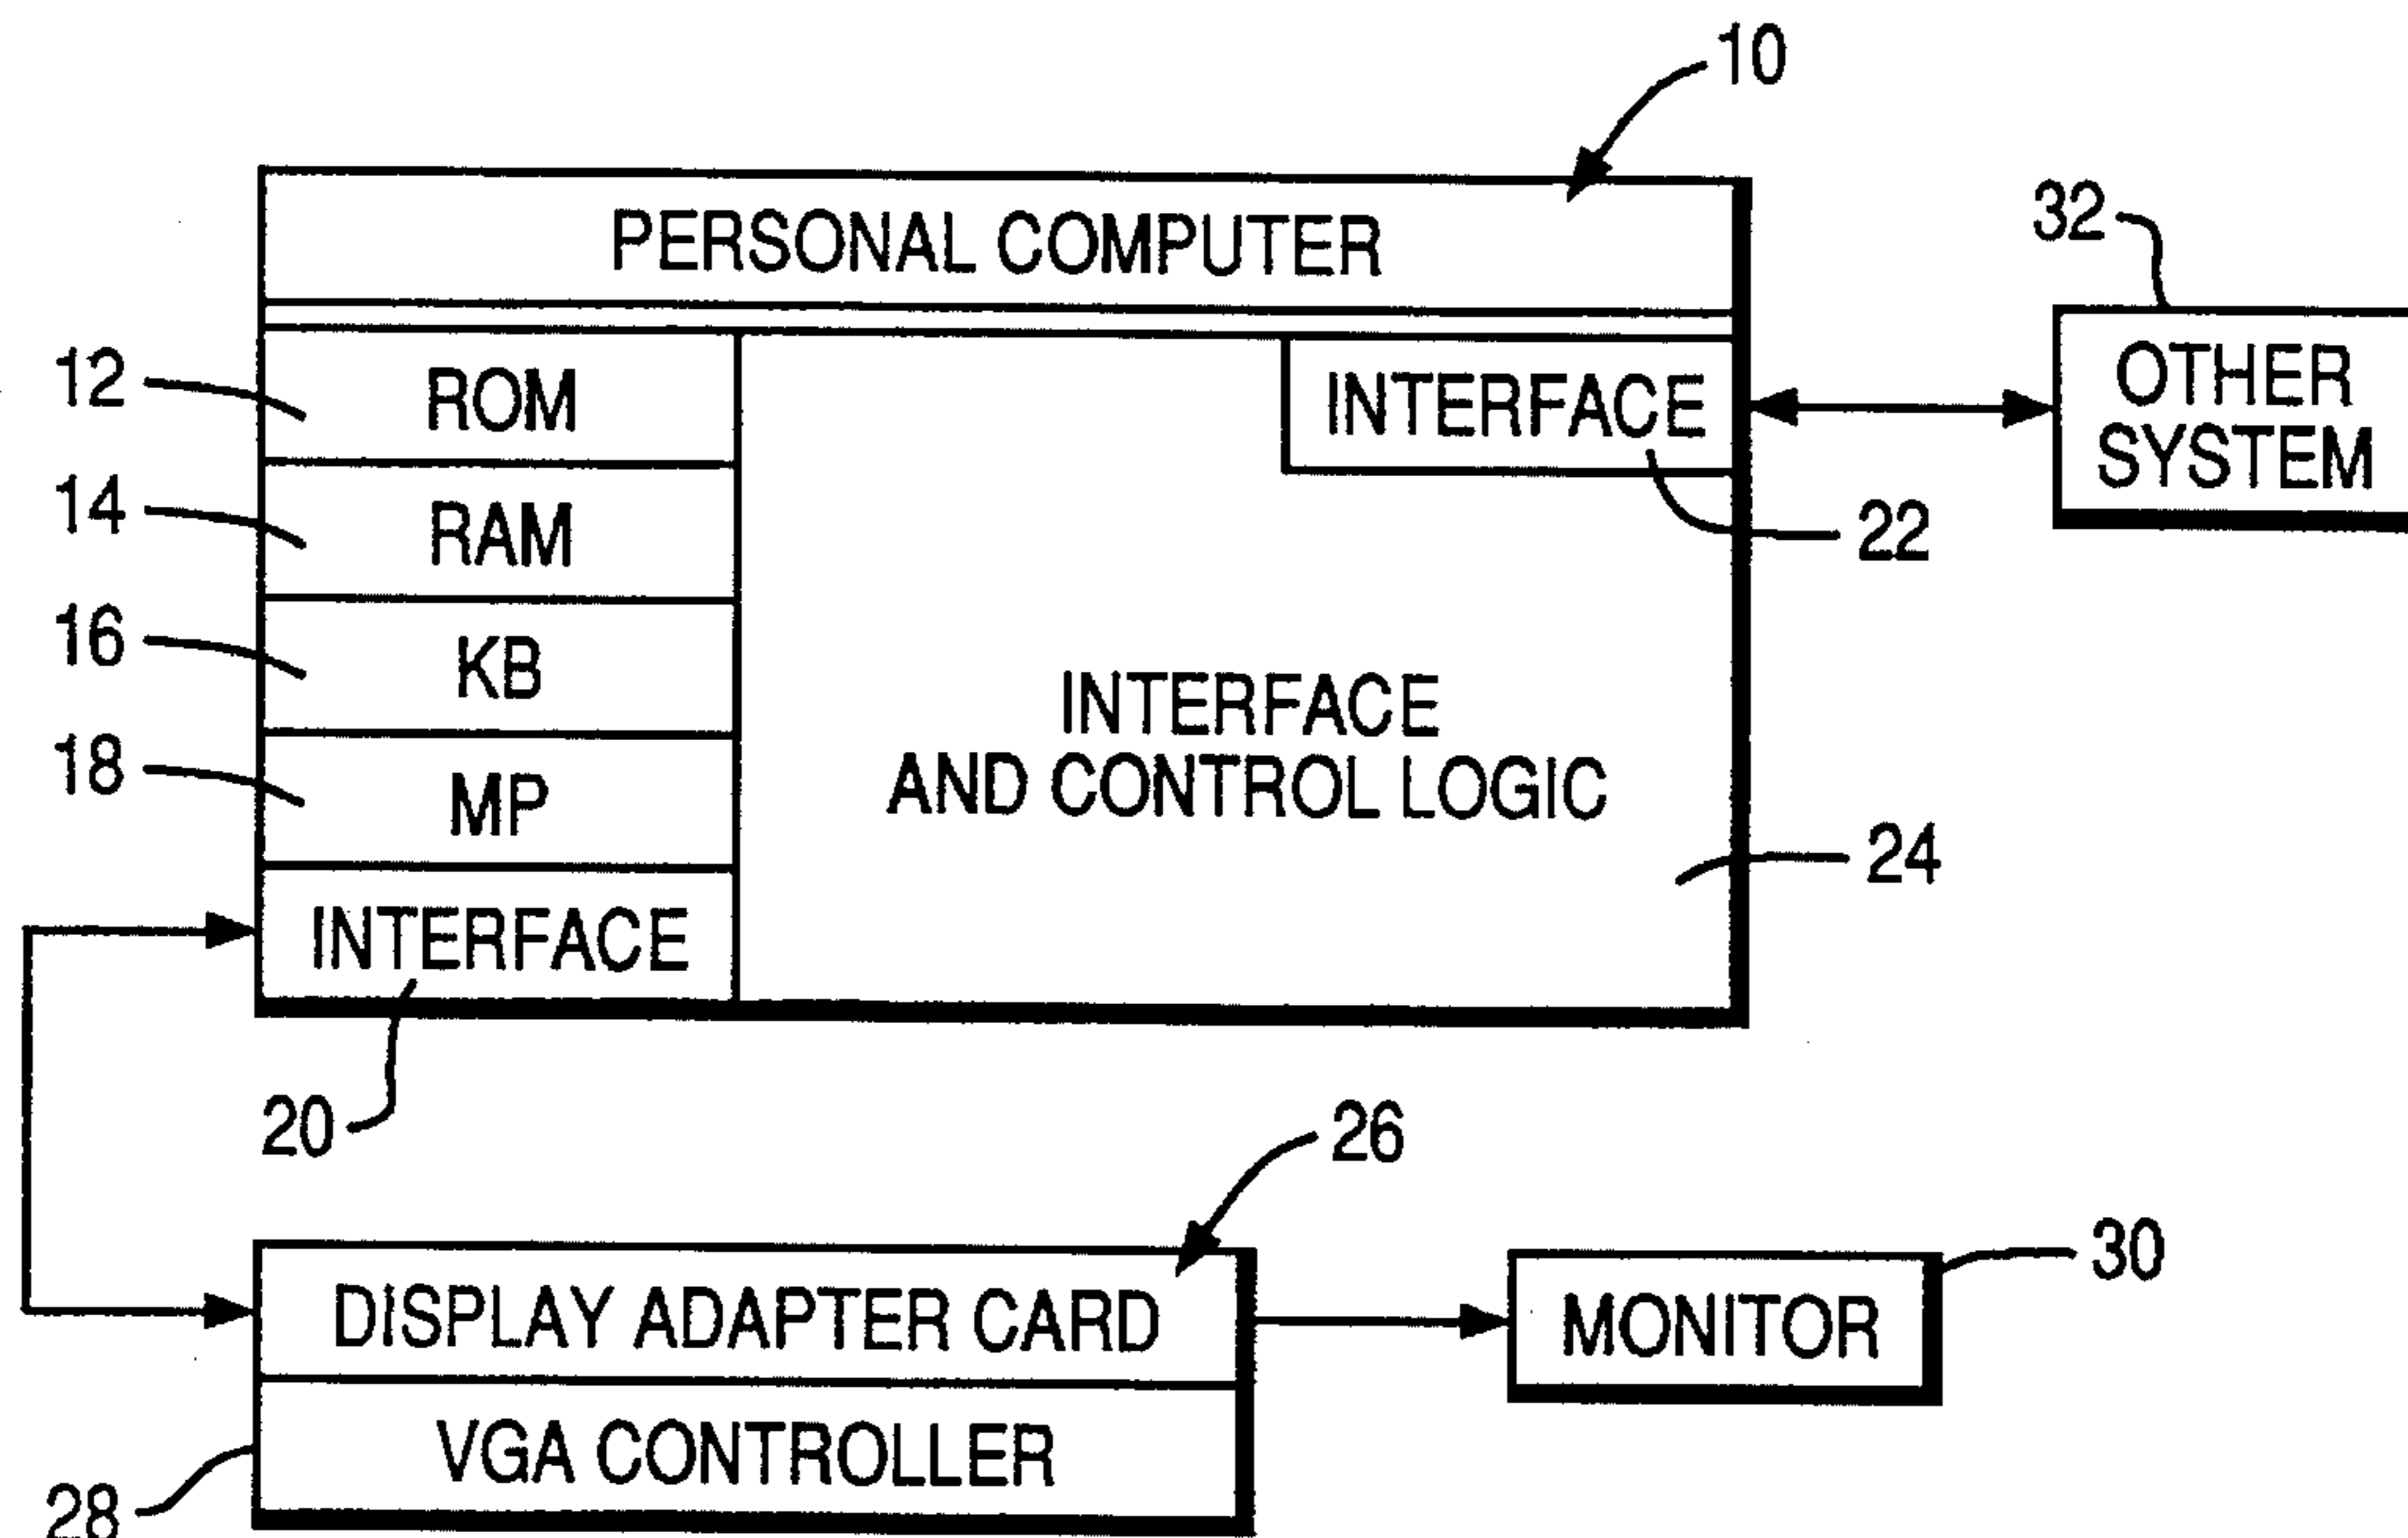 10
PERSONAL COMPUTER
32
12
ROM
INTERFACE
OTHER
SYSTEM
14
RAM
22
16
KB
INTERFACE
AND CONTROL LOGIC
18
MP
24
INTERFACE
20
26
DISPLAY ADAPTER CARD
MONITOR
30
VGA CONTROLLER
28